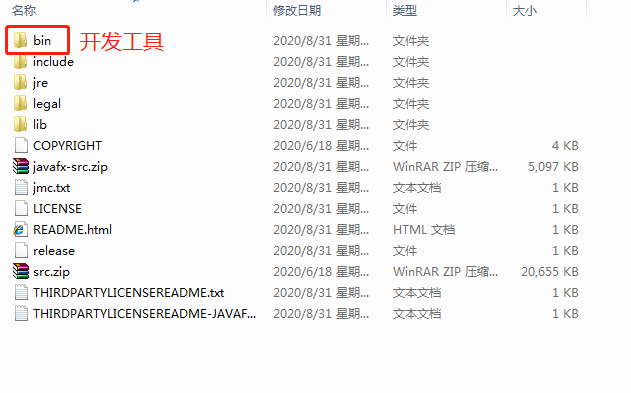 名称 修改日期 类型 大小
bin 开发工具 2020/8/31 星期... 文件夹
include 2020/8/31 星期... 文件夹
jre 2020/8/31 星期... 文件夹
legal 2020/8/31 星期... 文件夹
lib 2020/8/31 星期... 文件夹
COPYRIGHT 2020/6/18 星期... 文件 4 KB
javafx-src.zip 2020/8/31 星期... WinRAR ZIP 压缩... 5,097 KB
jmc.txt 2020/8/31 星期... 文本文档 1 KB
LICENSE 2020/8/31 星期... 文件 1 KB
README.html 2020/8/31 星期... HTML 文档 1 KB
release 2020/8/31 星期... 文件 1 KB
src.zip 2020/6/18 星期... WinRAR ZIP 压缩... 20,655 KB
THIRDPARTYLICENSEREADME.txt 2020/8/31 星期... 文本文档 1 KB
THIRDPARTYLICENSEREADME-JAVAF... 2020/8/31 星期... 文本文档 1 KB